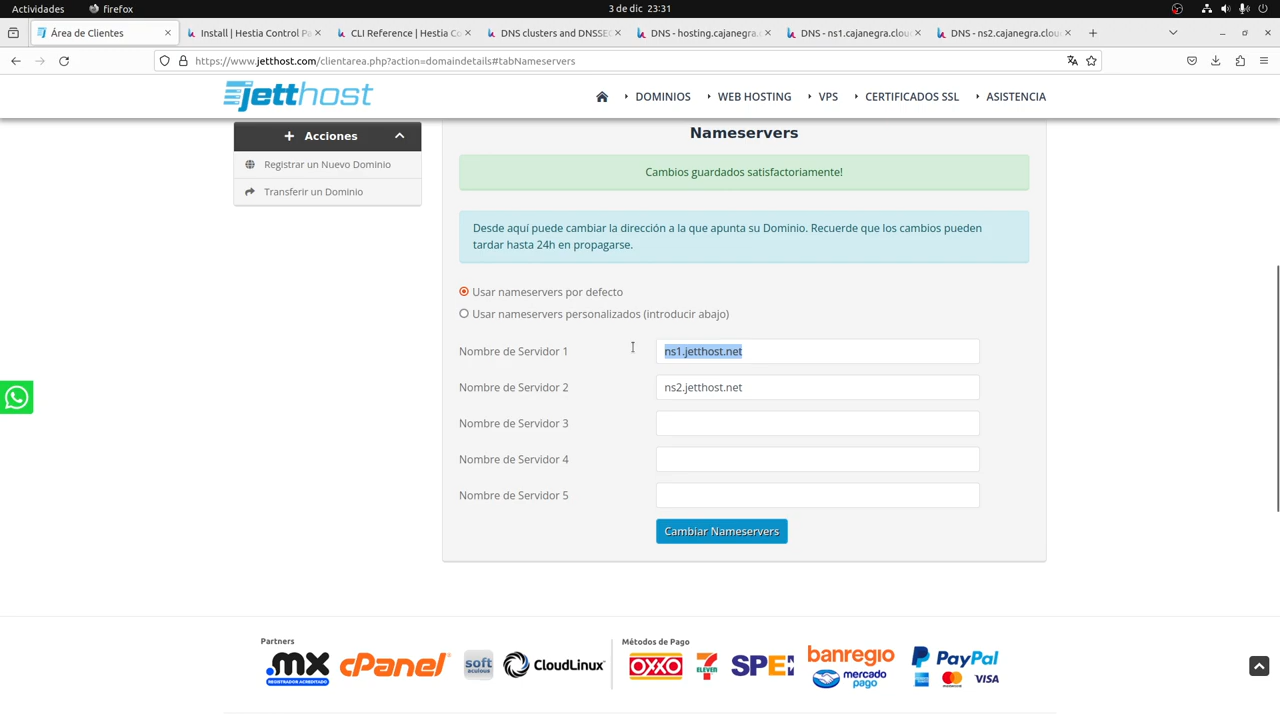 Actividades
firefox
3 de dic 23:31
Área de Clientes
Install | Hestia Control Pa
CLI Reference | Hestia Co
DNS clusters and DNSSEC
DNS - hosting.cajanegra.c
DNS - ns1.cajanegra.clou
DNS - ns2.cajanegra.clou
https://www.jetthost.com/clientarea.php?action=domaindetails#tabNameservers
jetthost
DOMINIOS
WEB HOSTING
VPS
CERTIFICADOS SSL
ASISTENCIA
Acciones
Registrar un Nuevo Dominio
Transferir un Dominio
Nameservers
Cambios guardados satisfactoriamente!
Desde aquí puede cambiar la dirección a la que apunta su Dominio. Recuerde que los cambios pueden
tardar hasta 24h en propagarse.
Usar nameservers por defecto
Usar nameservers personalizados (introducir abajo)
Nombre de Servidor 1
ns1.jetthost.net
Nombre de Servidor 2
ns2.jetthost.net
Nombre de Servidor 3
Nombre de Servidor 4
Nombre de Servidor 5
Cambiar Nameservers
Partners
.mx
REGISTRADOR ACREDITADO
cPanel
soft
aculous
CloudLinux
Métodos de Pago
OXXO
ELEVEN
SPEI
banregio
mercado
pago
PayPal
VISA